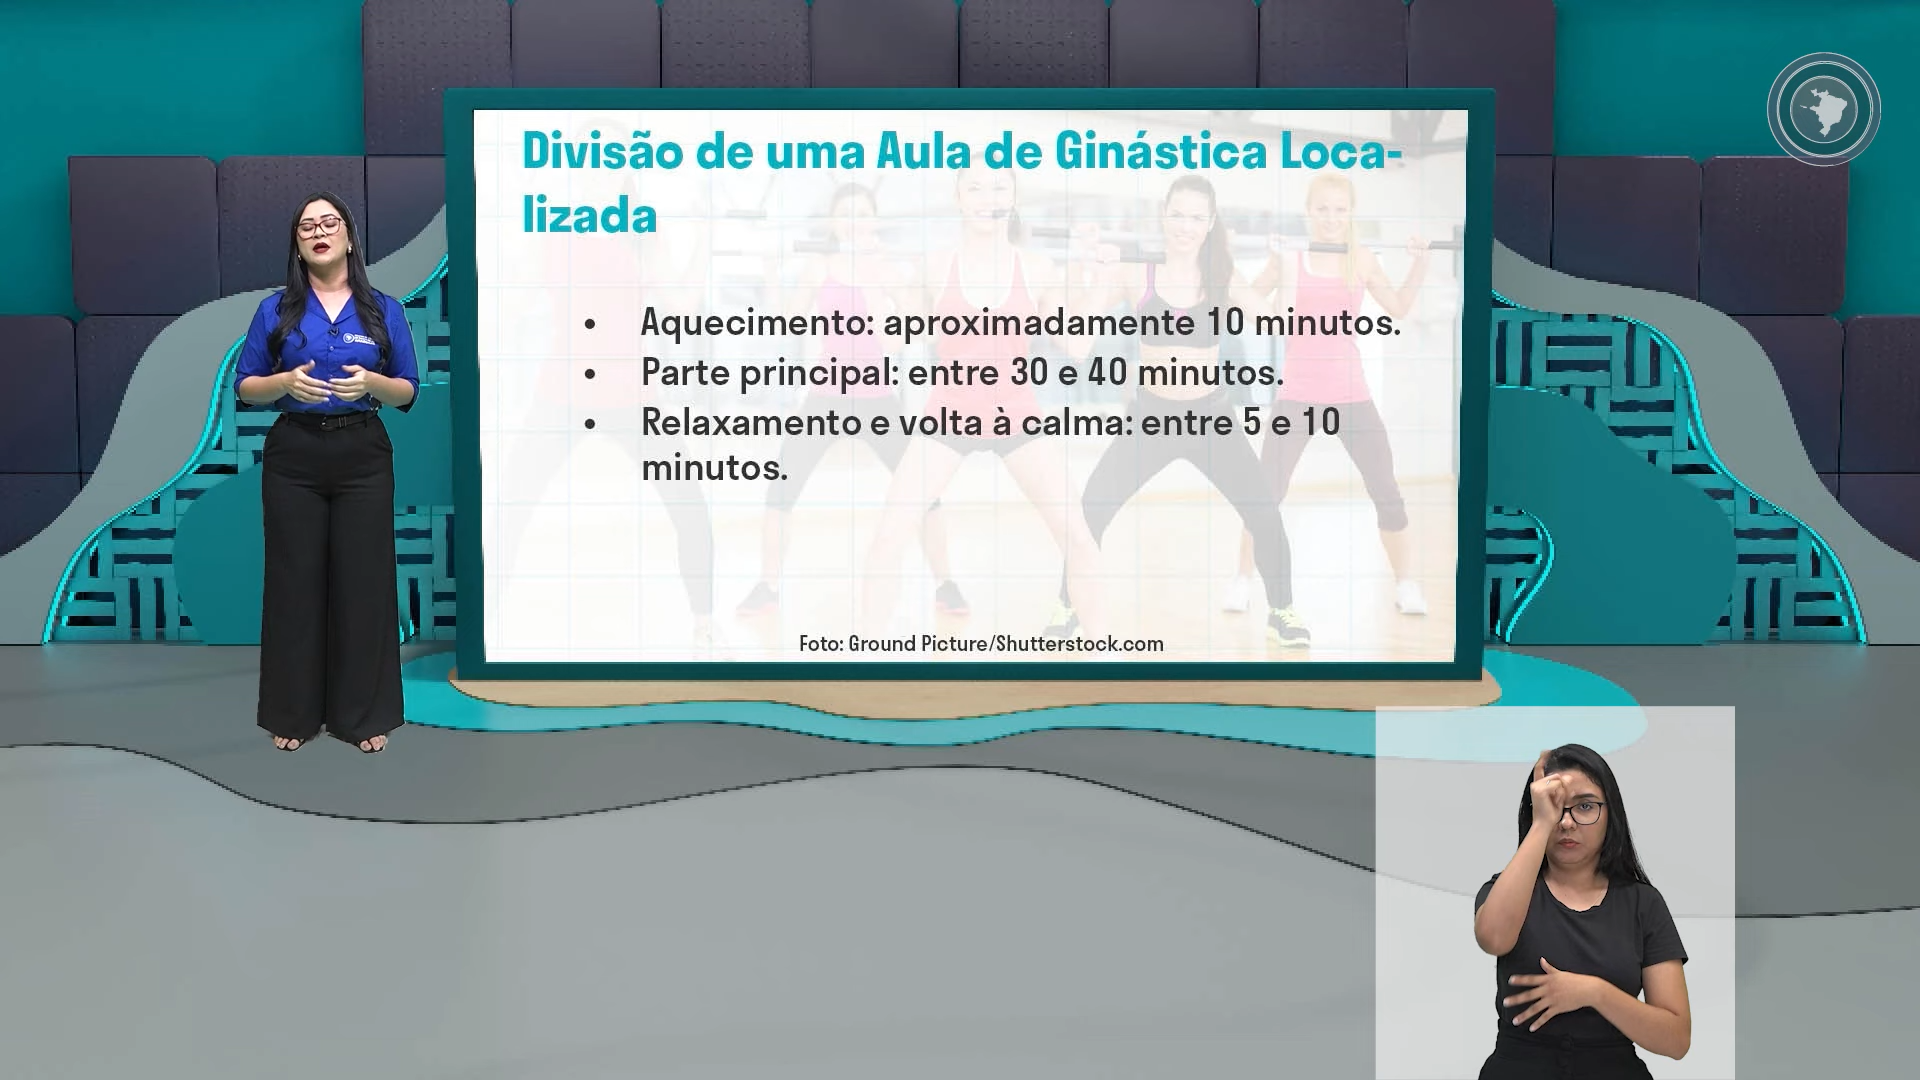 Divisão de uma Aula de Ginástica Loca-
lizada
• Aquecimento: aproximadamente 10 minutos.
• Parte principal: entre 30 e 40 minutos.
• Relaxamento e volta à calma: entre 5 e 10
minutos.
Foto: Ground Picture/Shutterstock.com